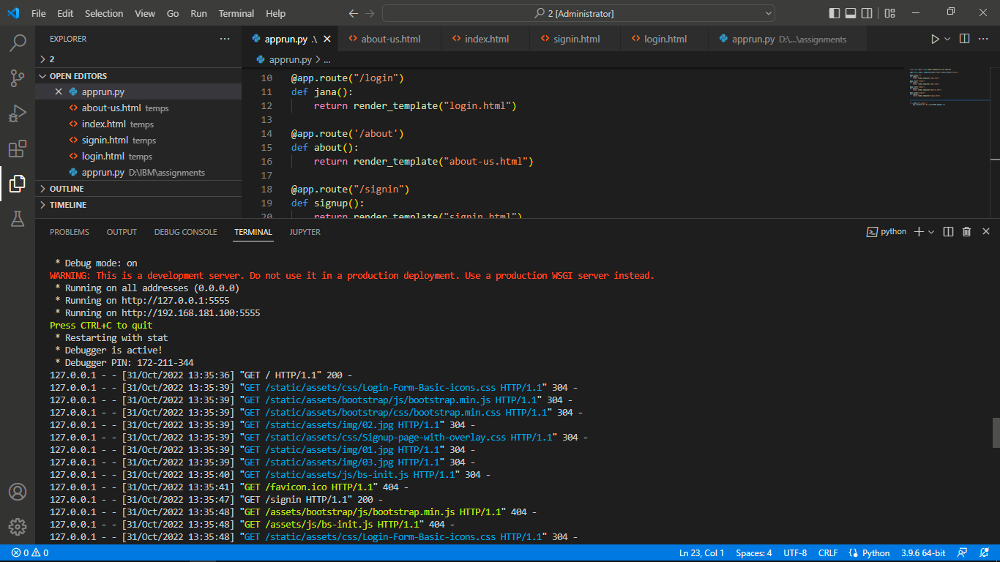 File Edit Selection View Go Run Terminal Help
2 [Administrator]
EXPLORER
2
OPEN EDITORS
apprun.py
about-us.html temps
index.html temps
signin.html temps
login.html temps
apprun.py D:\IBM\assignments
OUTLINE
TIMELINE
apprun.py .\ about-us.html index.html signin.html login.html apprun.py D:\...\assignments
apprun.py > ...
10 @app.route("/login")
11 def jana():
12 return render_template("login.html")
13
14 @app.route('/about')
15 def about():
16 return render_template("about-us.html")
17
18 @app.route("/signin")
19 def signup():
20 return render_template("signin.html")
PROBLEMS OUTPUT DEBUG CONSOLE TERMINAL JUPYTER
python
* Debug mode: on
WARNING: This is a development server. Do not use it in a production deployment. Use a production WSGI server instead.
* Running on all addresses (0.0.0.0)
* Running on http://127.0.0.1:5555
* Running on http://192.168.181.100:5555
Press CTRL+C to quit
* Restarting with stat
* Debugger is active!
* Debugger PIN: 172-211-344
127.0.0.1 - - [31/Oct/2022 13:35:36] "GET / HTTP/1.1" 200 -
127.0.0.1 - - [31/Oct/2022 13:35:39] "GET /static/assets/css/Login-Form-Basic-icons.css HTTP/1.1" 304 -
127.0.0.1 - - [31/Oct/2022 13:35:39] "GET /static/assets/bootstrap/js/bootstrap.min.js HTTP/1.1" 304 -
127.0.0.1 - - [31/Oct/2022 13:35:39] "GET /static/assets/bootstrap/css/bootstrap.min.css HTTP/1.1" 304 -
127.0.0.1 - - [31/Oct/2022 13:35:39] "GET /static/assets/img/02.jpg HTTP/1.1" 304 -
127.0.0.1 - - [31/Oct/2022 13:35:39] "GET /static/assets/css/Signup-page-with-overlay.css HTTP/1.1" 304 -
127.0.0.1 - - [31/Oct/2022 13:35:39] "GET /static/assets/img/01.jpg HTTP/1.1" 304 -
127.0.0.1 - - [31/Oct/2022 13:35:39] "GET /static/assets/img/03.jpg HTTP/1.1" 304 -
127.0.0.1 - - [31/Oct/2022 13:35:40] "GET /static/assets/js/bs-init.js HTTP/1.1" 304 -
127.0.0.1 - - [31/Oct/2022 13:35:41] "GET /favicon.ico HTTP/1.1" 404 -
127.0.0.1 - - [31/Oct/2022 13:35:47] "GET /signin HTTP/1.1" 200 -
127.0.0.1 - - [31/Oct/2022 13:35:48] "GET /assets/bootstrap/js/bootstrap.min.js HTTP/1.1" 404 -
127.0.0.1 - - [31/Oct/2022 13:35:48] "GET /assets/js/bs-init.js HTTP/1.1" 404 -
127.0.0.1 - - [31/Oct/2022 13:35:48] "GET /static/assets/css/Login-Form-Basic-icons.css HTTP/1.1" 304 -
0 0 Ln 23, Col 1 Spaces: 4 UTF-8 CRLF Python 3.9.6 64-bit